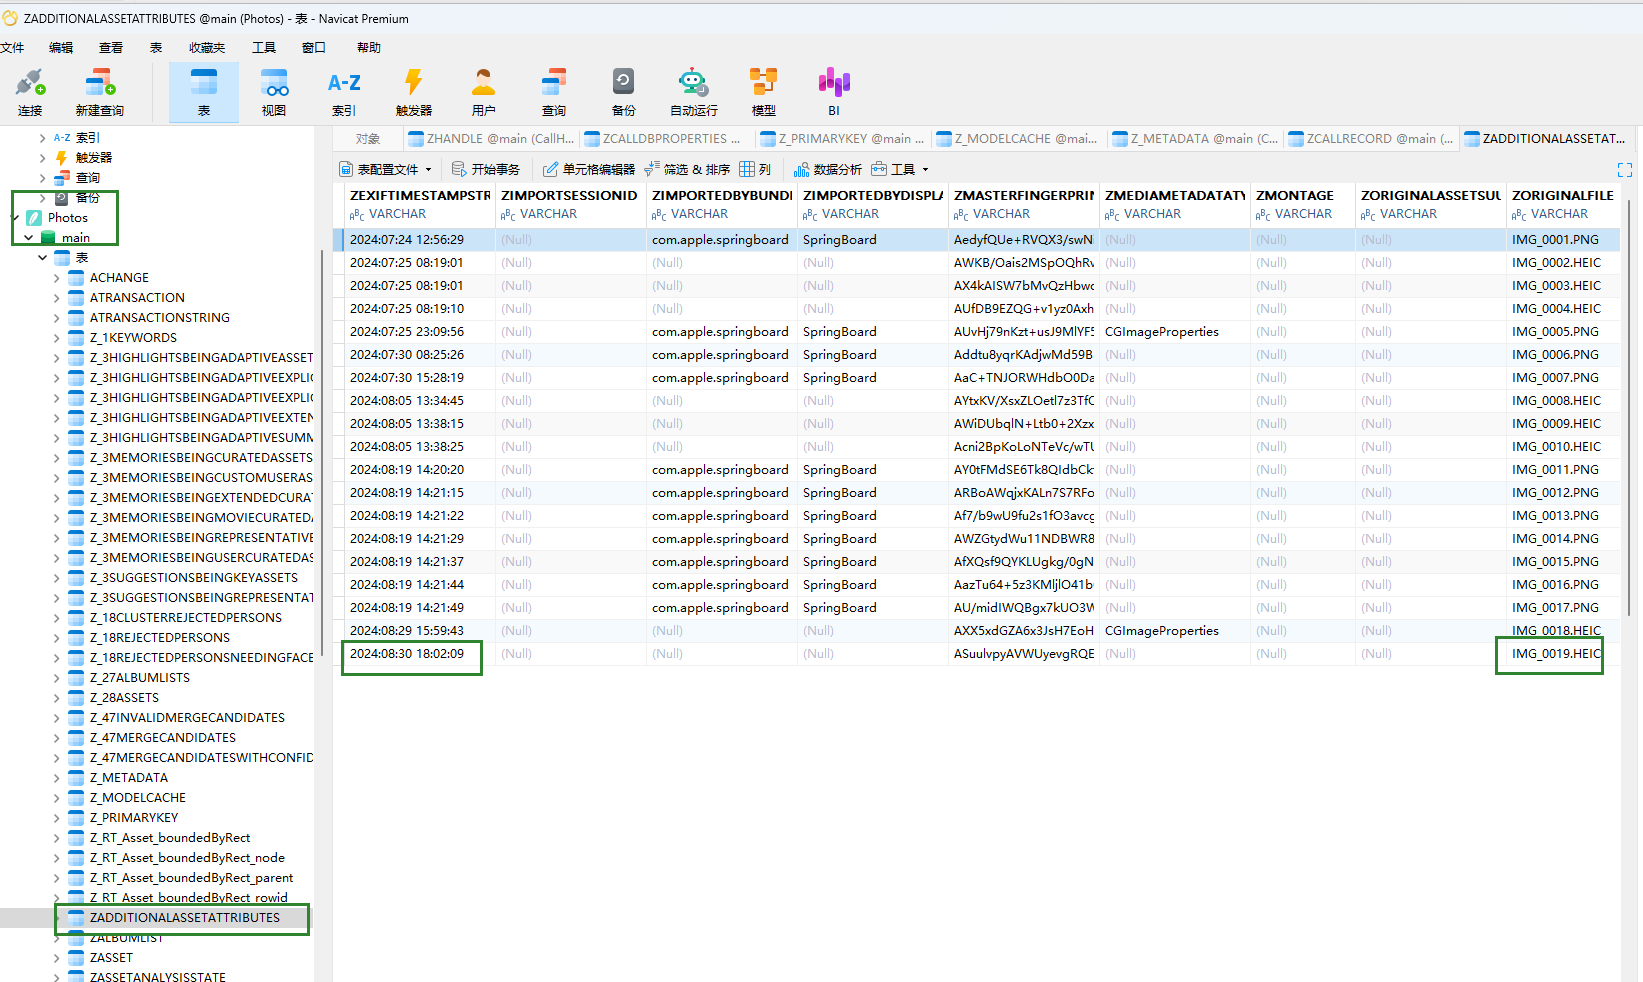 ZADDITIONALASSETATTRIBUTES @main (Photos) - 表 - Navicat Premium
文件 编辑 查看 表 收藏夹 工具 窗口 帮助
连接 新建查询 表 视图 索引 触发器 用户 查询 备份 自动运行 模型 BI
A-Z 索引
触发器
查询
备份
Photos
main
表
ACHANGE
ATRANSACTION
ATRANSACTIONSTRING
Z_1KEYWORDS
Z_3HIGHLIGHTSBEINGADAPTIVEASSET
Z_3HIGHLIGHTSBEINGADAPTIVEEXPLIC
Z_3HIGHLIGHTSBEINGADAPTIVEEXPLIC
Z_3HIGHLIGHTSBEINGADAPTIVEEXTEN
Z_3HIGHLIGHTSBEINGADAPTIVESUMM
Z_3MEMORIESBEINGCURATEDASSETS
Z_3MEMORIESBEINGCUSTOMUSERAS
Z_3MEMORIESBEINGEXTENDEDCURAT
Z_3MEMORIESBEINGMOVIECURATEDA
Z_3MEMORIESBEINGREPRESENTATIVE
Z_3MEMORIESBEINGUSERCURATEDAS
Z_3SUGGESTIONSBEINGKEYASSETS
Z_3SUGGESTIONSBEINGREPRESENTAT
Z_18CLUSTERREJECTEDPERSONS
Z_18REJECTEDPERSONS
Z_18REJECTEDPERSONSNEEDINGFACE
Z_27ALBUMLISTS
Z_28ASSETS
Z_47INVALIDMERGECANDIDATES
Z_47MERGECANDIDATES
Z_47MERGECANDIDATESWITHCONFID
Z_METADATA
Z_MODELCACHE
Z_PRIMARYKEY
Z_RT_Asset_boundedByRect
Z_RT_Asset_boundedByRect_node
Z_RT_Asset_boundedByRect_parent
Z_RT_Asset_boundedByRect_rowid
ZADDITIONALASSETATTRIBUTES
ZALBUMLIST
ZASSET
ZASSETANALYSISSTATE
对象 ZHANDLE @main (CallH... ZCALLDBPROPERTIES ... Z_PRIMARYKEY @main ... Z_MODELCACHE @mai... Z_METADATA @main (C... ZCALLRECORD @main (... ZADDITIONALASSETAT...
表配置文件 开始事务 单元格编辑器 筛选 & 排序 列 数据分析 工具
ZEXIFTIMESTAMPSTR ZIMPORTSESSIONID ZIMPORTEDBYBUNDI ZIMPORTEDBYDISPLA ZMASTERFINGERPRIN ZMEDIAMETADATATY ZMONTAGE ZORIGINALASSETSUU ZORIGINALFILE
ABC VARCHAR ABC VARCHAR ABC VARCHAR ABC VARCHAR ABC VARCHAR ABC VARCHAR ABC VARCHAR ABC VARCHAR ABC VARCHAR
2024:07:24 12:56:29 (Null) com.apple.springboard SpringBoard AedyfQUe+RVQX3/swN (Null) (Null) (Null) IMG_0001.PNG
2024:07:25 08:19:01 (Null) (Null) (Null) AWKB/Oais2MSpOQhRv (Null) (Null) (Null) IMG_0002.HEIC
2024:07:25 08:19:01 (Null) (Null) (Null) AX4kAISW7bMvQzHbwc (Null) (Null) (Null) IMG_0003.HEIC
2024:07:25 08:19:10 (Null) (Null) (Null) AUfDB9EZQG+v1yz0Axh (Null) (Null) (Null) IMG_0004.HEIC
2024:07:25 23:09:56 (Null) com.apple.springboard SpringBoard AUvHj79nKzt+usJ9MlYF5 CGImageProperties (Null) (Null) IMG_0005.PNG
2024:07:30 08:25:26 (Null) com.apple.springboard SpringBoard Addtu8yqrKAdjwMd59B (Null) (Null) (Null) IMG_0006.PNG
2024:07:30 15:28:19 (Null) com.apple.springboard SpringBoard AaC+TNJORWHdbO0Da (Null) (Null) (Null) IMG_0007.PNG
2024:08:05 13:34:45 (Null) (Null) (Null) AYtxKV/XsxZLOetl7z3TfC (Null) (Null) (Null) IMG_0008.HEIC
2024:08:05 13:38:15 (Null) (Null) (Null) AWiDUbqlN+Ltb0+2Xzx (Null) (Null) (Null) IMG_0009.HEIC
2024:08:05 13:38:25 (Null) (Null) (Null) Acni2BpKoLoNTeVc/wTU (Null) (Null) (Null) IMG_0010.HEIC
2024:08:19 14:20:20 (Null) com.apple.springboard SpringBoard AY0tFMdSE6Tk8QIdbCk (Null) (Null) (Null) IMG_0011.PNG
2024:08:19 14:21:15 (Null) com.apple.springboard SpringBoard ARBoAWqjxKALn7S7RFo (Null) (Null) (Null) IMG_0012.PNG
2024:08:19 14:21:22 (Null) com.apple.springboard SpringBoard Af7/b9wU9fu2s1fO3avcg (Null) (Null) (Null) IMG_0013.PNG
2024:08:19 14:21:29 (Null) com.apple.springboard SpringBoard AWZGtydWu11NDBWR8 (Null) (Null) (Null) IMG_0014.PNG
2024:08:19 14:21:37 (Null) com.apple.springboard SpringBoard AfXQsf9QYKLUgkg/0gN (Null) (Null) (Null) IMG_0015.PNG
2024:08:19 14:21:44 (Null) com.apple.springboard SpringBoard AazTu64+5z3KMljlO41b (Null) (Null) (Null) IMG_0016.PNG
2024:08:19 14:21:49 (Null) com.apple.springboard SpringBoard AU/midIWQBgx7kUO3W (Null) (Null) (Null) IMG_0017.PNG
2024:08:29 15:59:43 (Null) (Null) (Null) AXX5xdGZA6x3JsH7EoH CGImageProperties (Null) (Null) IMG_0018.HEIC
2024:08:30 18:02:09 (Null) (Null) (Null) ASuulvpyAVWUyevgRQE (Null) (Null) (Null) IMG_0019.HEIC